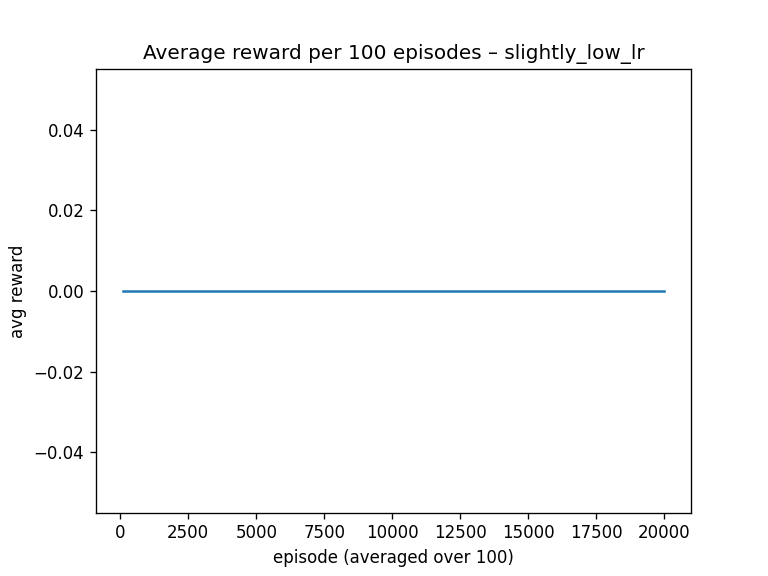 Average reward per 100 episodes – slightly_low_lr
avg reward
0.04
0.02
0.00
−0.02
−0.04
0 2500 5000 7500 10000 12500 15000 17500 20000
episode (averaged over 100)